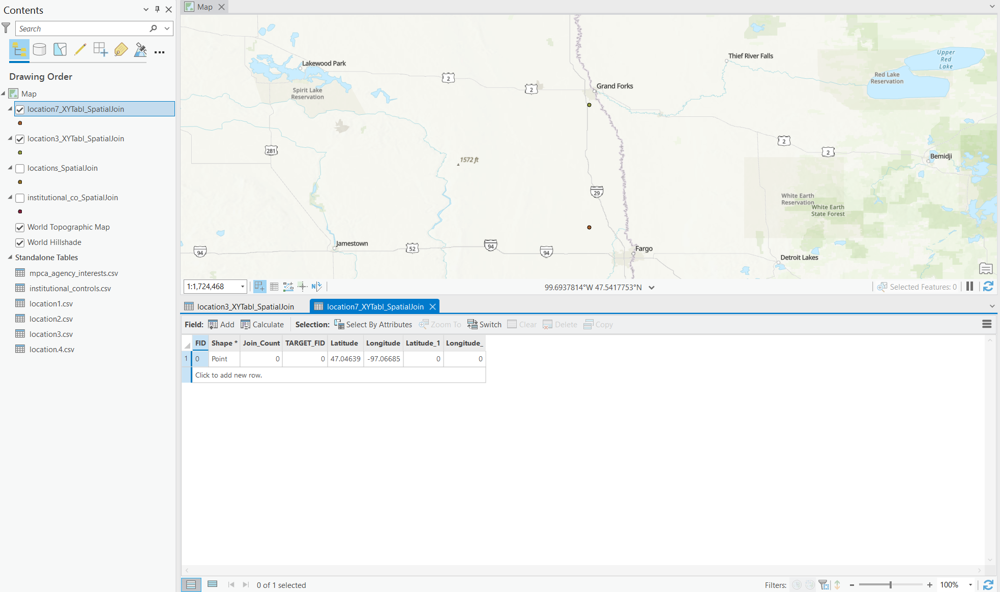 Contents
Search
Drawing Order
Map
location7_XYTabl_SpatialJoin
location3_XYTabl_SpatialJoin
locations_SpatialJoin
institutional_co_SpatialJoin
World Topographic Map
World Hillshade
Standalone Tables
mpca_agency_interests.csv
institutional_controls.csv
location1.csv
location2.csv
location3.csv
location.4.csv
Map
Lakewood Park
Spirit Lake
Reservation
2
2
Grand Forks
Thief River Falls
Upper
Red
Lake
Red Lake
Reservation
281
1572 ft
2
2
Bemidji
29
White Earth
Reservation
White Earth
State Forest
94
Jamestown
52
94
94
Fargo
Detroit Lakes
1:1,724,468
N
99.6937814°W 47.5417753°N
Selected Features: 0
location3_XYTabl_SpatialJoin
location7_XYTabl_SpatialJoin
Field: Add Calculate Selection: Select By Attributes Zoom To Switch Clear Delete Copy
FID Shape * Join_Count TARGET_FID Latitude Longitude Latitude_1 Longitude_
1 0 Point 0 0 47.04639 -97.06685 0 0
Click to add new row.
0 of 1 selected
Filters:
100%